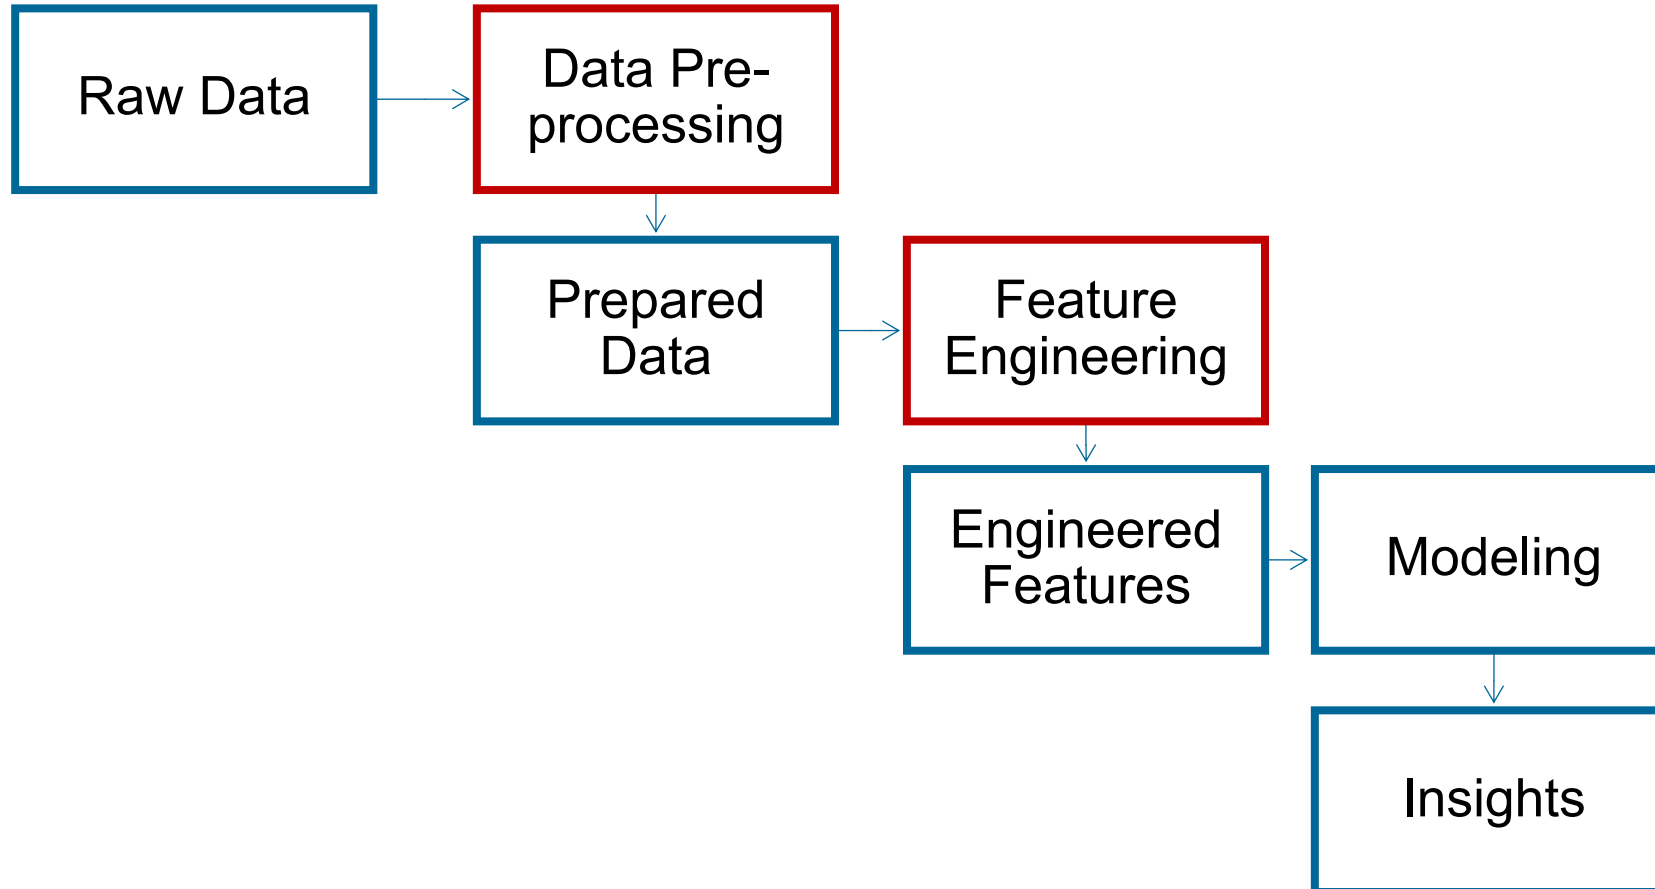 Raw Data
Data Pre-
processing
Prepared
Data
Feature
Engineering
Engineered
Features
Modeling
Insights